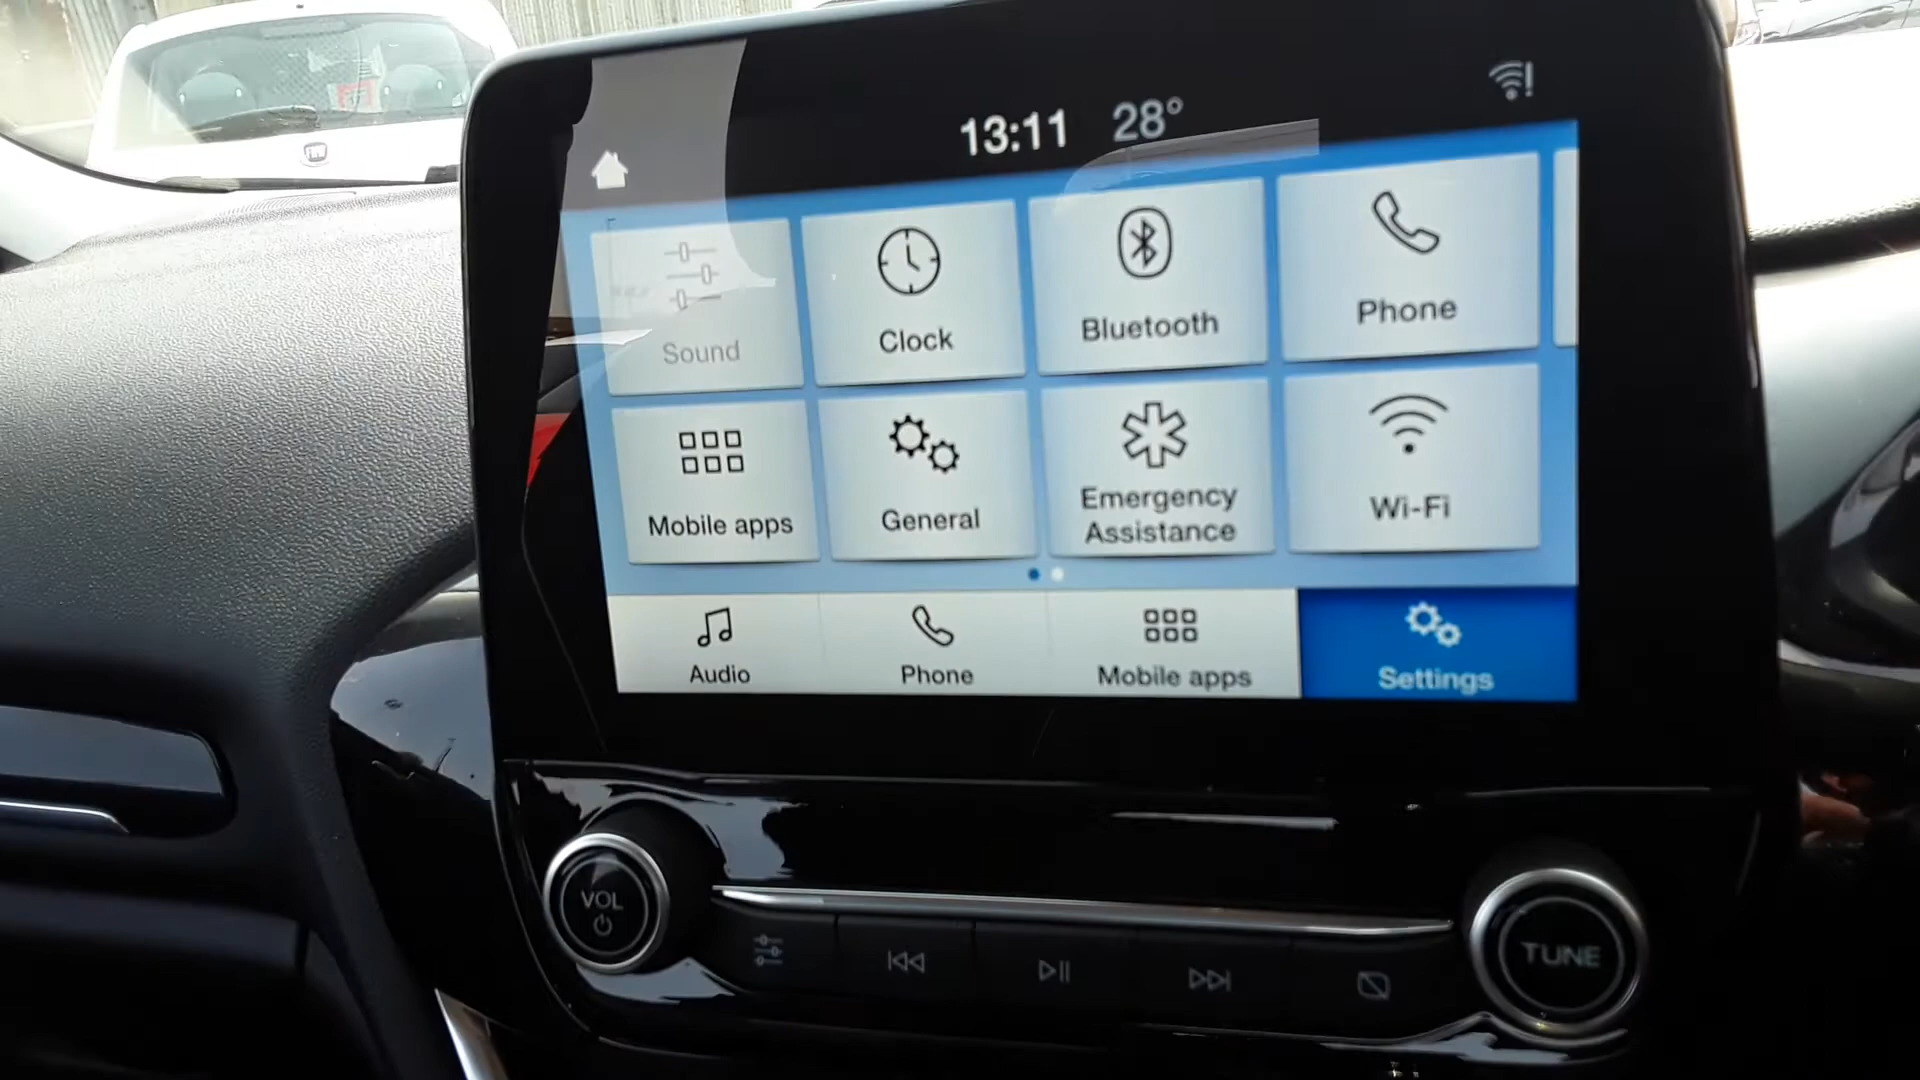 13:11 28°
Sound
Clock
Bluetooth
Phone
Mobile apps
General
Emergency
Assistance
Wi-Fi
Audio
Phone
Mobile apps
Settings
VOL
TUNE